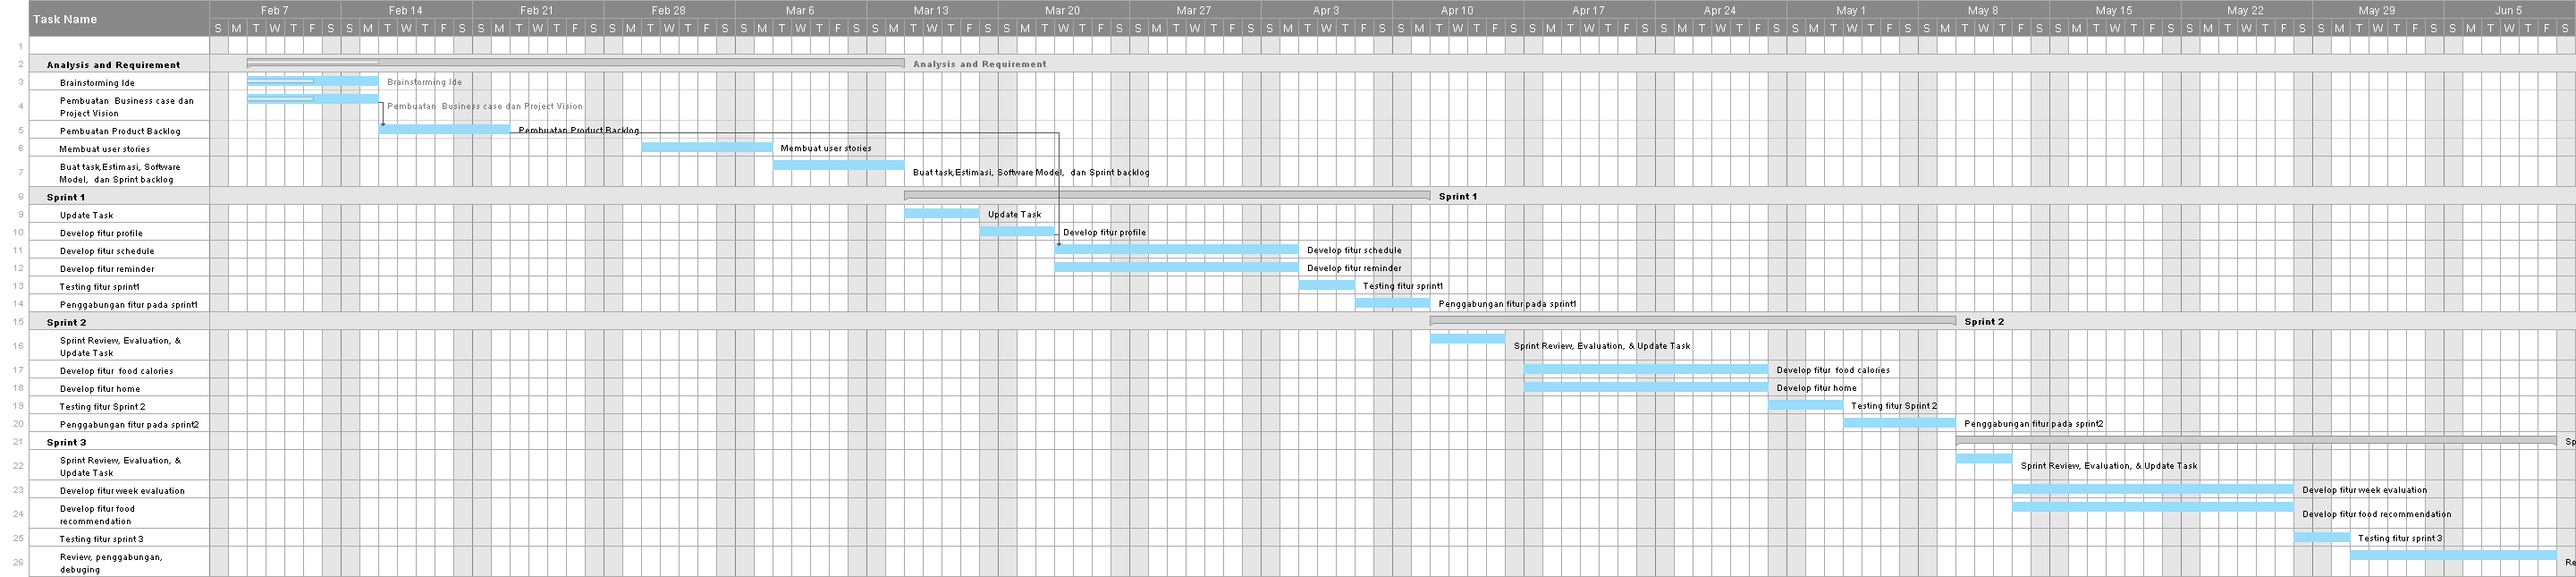 Task Name
Feb 7 Feb 14 Feb 21 Feb 28 Mar 6 Mar 13 Mar 20 Mar 27 Apr 3 Apr 10 Apr 17 Apr 24 May 1 May 8 May 15 May 22 May 29 Jun 5
S M T W T F S S M T W T F S S M T W T F S S M T W T F S S M T W T F S S M T W T F S S M T W T F S S M T W T F S S M T W T F S S M T W T F S S M T W T F S S M T W T F S S M T W T F S S M T W T F S S M T W T F S S M T W T F S S M T W T F S S M T W T F S
1
2 Analysis and Requirement Analysis and Requirement
3 Brainstorming Ide Brainstorming Ide
4 Pembuatan Business case dan
Project Vision
Pembuatan Business case dan Project Vision
5 Pembuatan Product Backlog Pembuatan Product Backlog
6 Membuat user stories Membuat user stories
7 Buat task,Estimasi, Software
Model, dan Sprint backlog
Buat task,Estimasi, Software Model, dan Sprint backlog
8 Sprint 1 Sprint 1
9 Update Task Update Task
10 Develop fitur profile Develop fitur profile
11 Develop fitur schedule Develop fitur schedule
12 Develop fitur reminder Develop fitur reminder
13 Testing fitur sprint1 Testing fitur sprint1
14 Penggabungan fitur pada sprint1 Penggabungan fitur pada sprint1
15 Sprint 2 Sprint 2
16 Sprint Review, Evaluation, &
Update Task
Sprint Review, Evaluation, & Update Task
17 Develop fitur food calories Develop fitur food calories
18 Develop fitur home Develop fitur home
19 Testing fitur Sprint 2 Testing fitur Sprint 2
20 Penggabungan fitur pada sprint2 Penggabungan fitur pada sprint2
21 Sprint 3 Sp
22 Sprint Review, Evaluation, &
Update Task
Sprint Review, Evaluation, & Update Task
23 Develop fitur week evaluation Develop fitur week evaluation
24 Develop fitur food
recommendation
Develop fitur food recommendation
25 Testing fitur sprint 3 Testing fitur sprint 3
26 Review, penggabungan,
debuging
Re